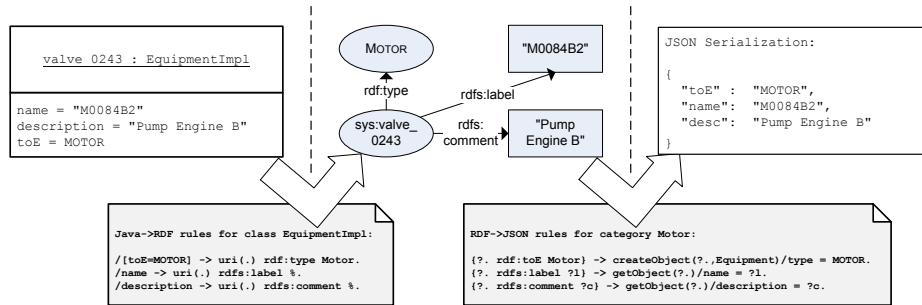 valve 0243 : EquipmentImpl
name = "M0084B2"
description = "Pump Engine B"
toE = MOTOR
MOTOR
"M0084B2"
rdf:type
rdfs:label
sys:valve_
0243
rdfs:
comment
"Pump
Engine B"
JSON Serialization:
{
"toE" : "MOTOR",
"name": "M0084B2",
"desc": "Pump Engine B"
}
Java->RDF rules for class EquipmentImpl:
/[toE=MOTOR] -> uri(.) rdf:type Motor.
/name -> uri(.) rdfs:label %.
/description -> uri(.) rdfs:comment %.
RDF->JSON rules for category Motor:
{?. rdf:toE Motor} -> createObject(?.,Equipment)/type = MOTOR.
{?. rdfs:label ?l} -> getObject(?.)/name = ?l.
{?. rdfs:comment ?c} -> getObject(?.)/description = ?c.